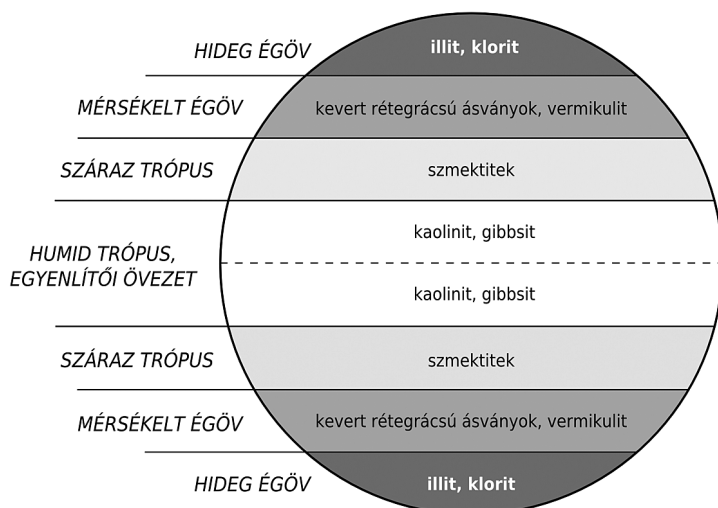 HIDEG ÉGÖV
illit, klorit
MÉRSÉKELT ÉGÖV
kevert rétegrácsú ásványok, vermikulit
SZÁRAZ TRÓPUS
szmektitek
kaolinit, gibbsit
HUMID TRÓPUS,
EGYENLÍTŐI ÖVEZET
kaolinit, gibbsit
SZÁRAZ TRÓPUS
szmektitek
MÉRSÉKELT ÉGÖV
kevert rétegrácsú ásványok, vermikulit
HIDEG ÉGÖV
illit, klorit